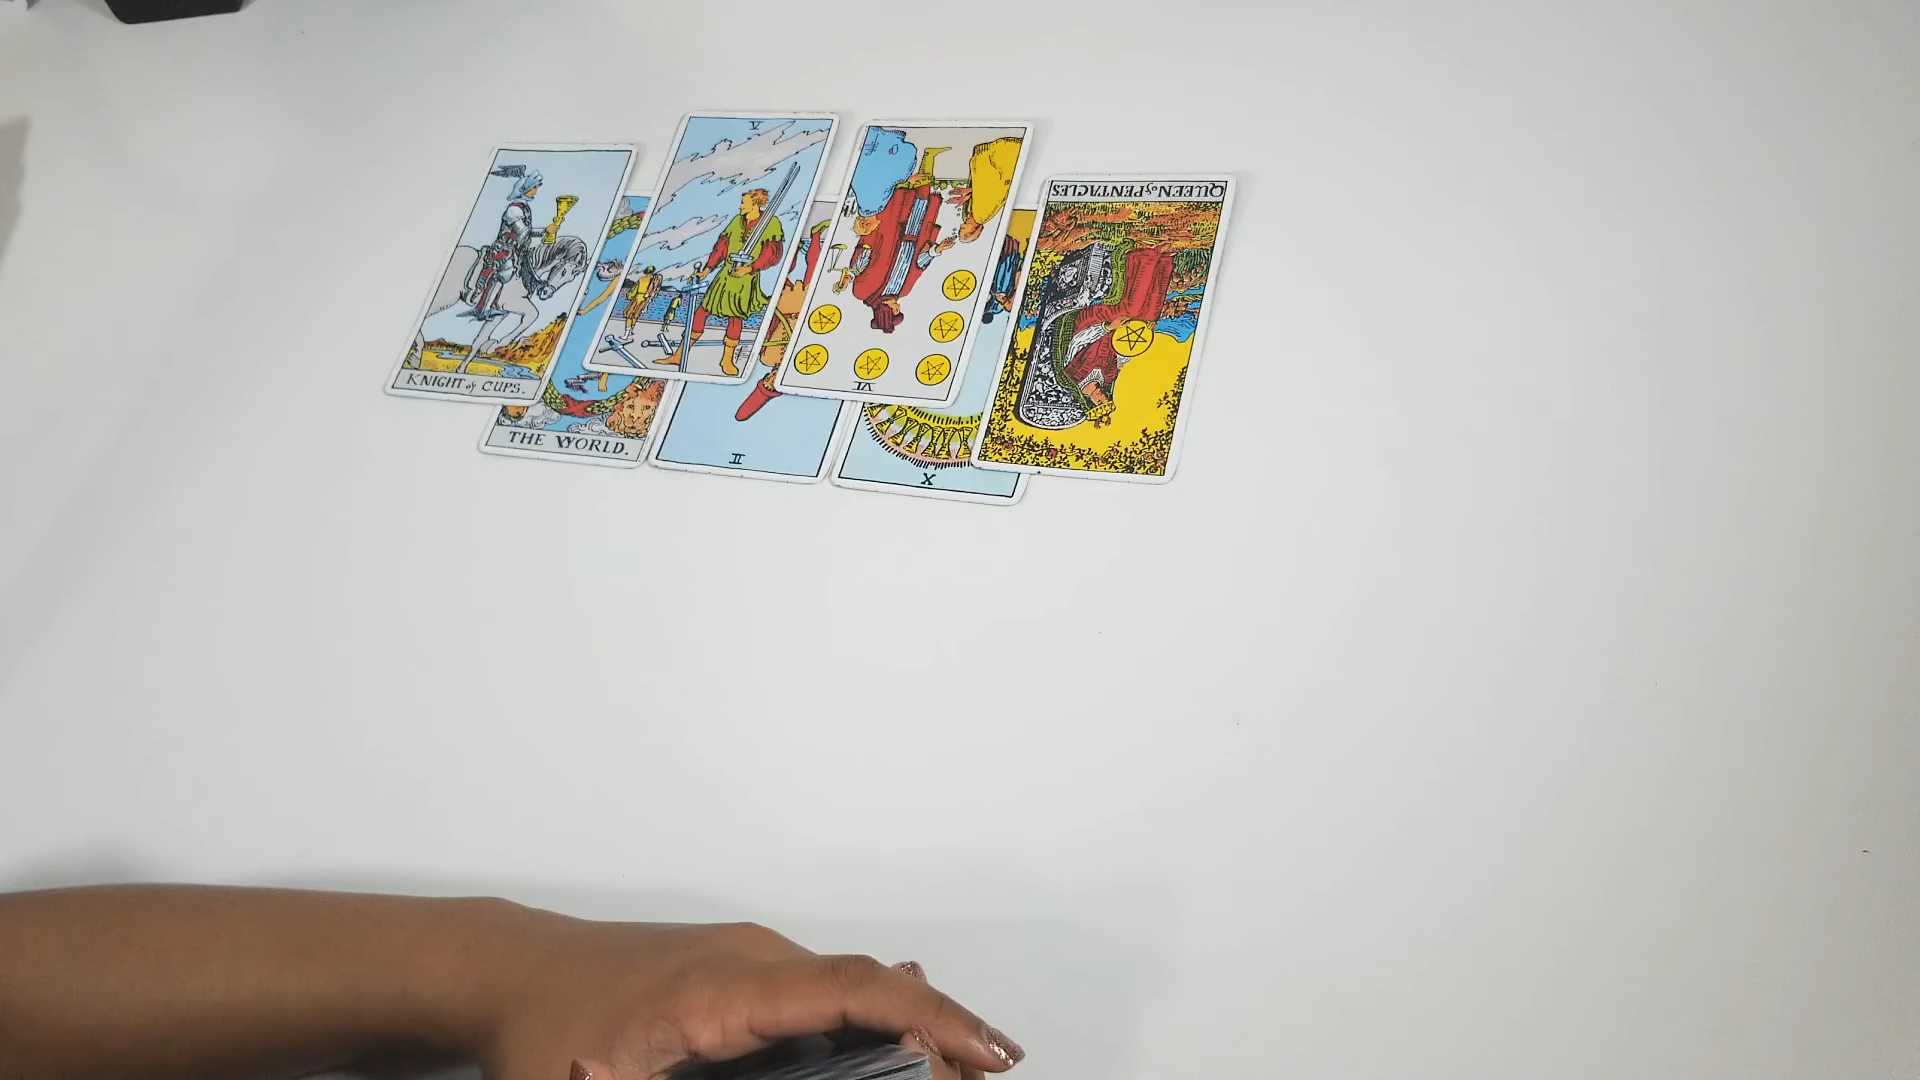 V
QUEEN of PENTACLES
KNIGHT of CUPS.
VI
THE WORLD.
II
X